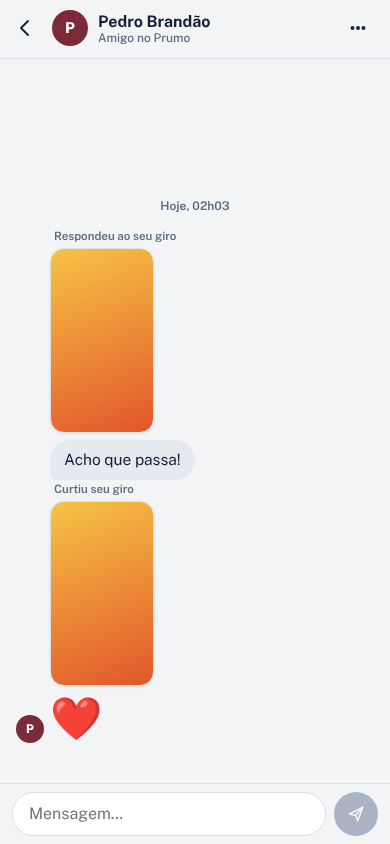 P
Pedro Brandão
Amigo no Prumo
Hoje, 02h03
Respondeu ao seu giro
Acho que passa!
Curtiu seu giro
P
Mensagem...